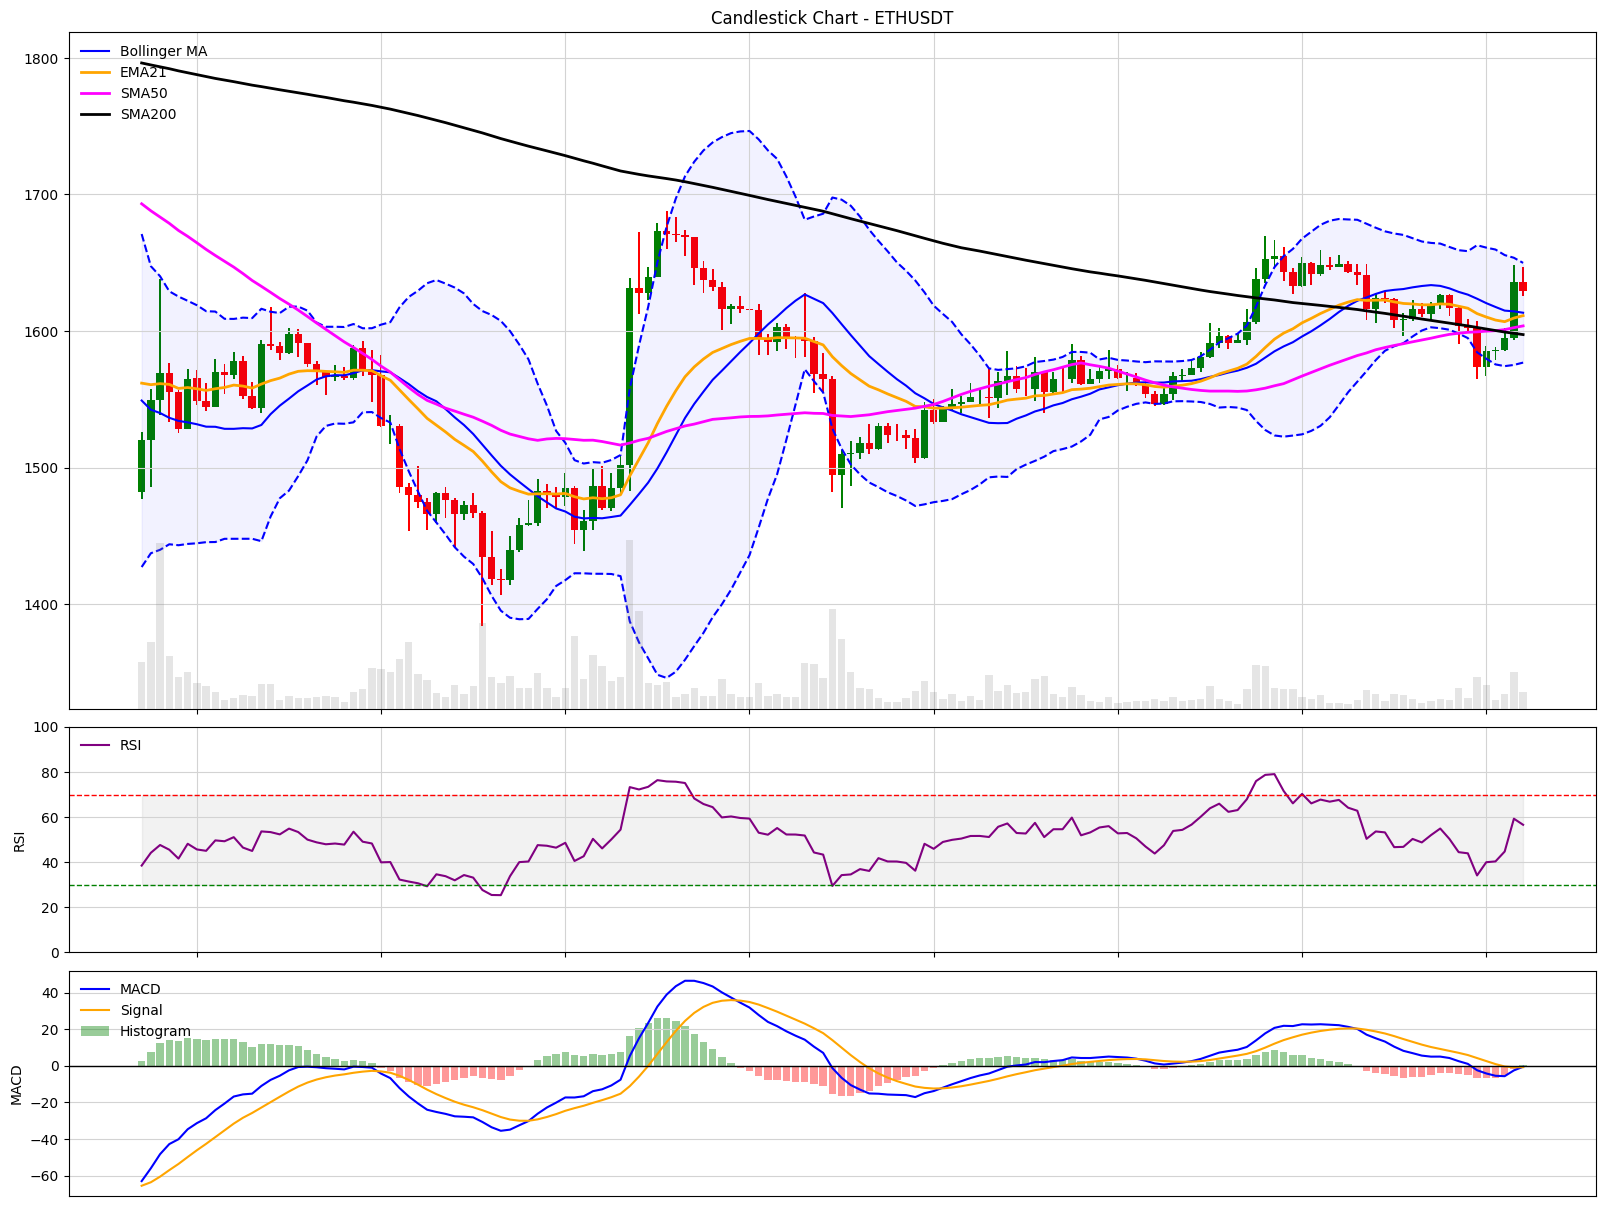 Candlestick Chart - ETHUSDT
Bollinger MA
EMA21
SMA50
SMA200
1800
1700
1600
1500
1400
RSI
100
80
60
40
20
0
RSI
MACD
Signal
Histogram
40
20
0
−20
−40
−60
MACD